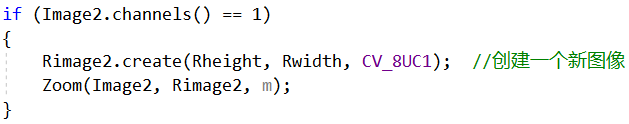 if (Image2.channels() == 1)
{
Rimage2.create(Rheight, Rwidth, CV_8UC1); //创建一个新图像
Zoom(Image2, Rimage2, m);
}